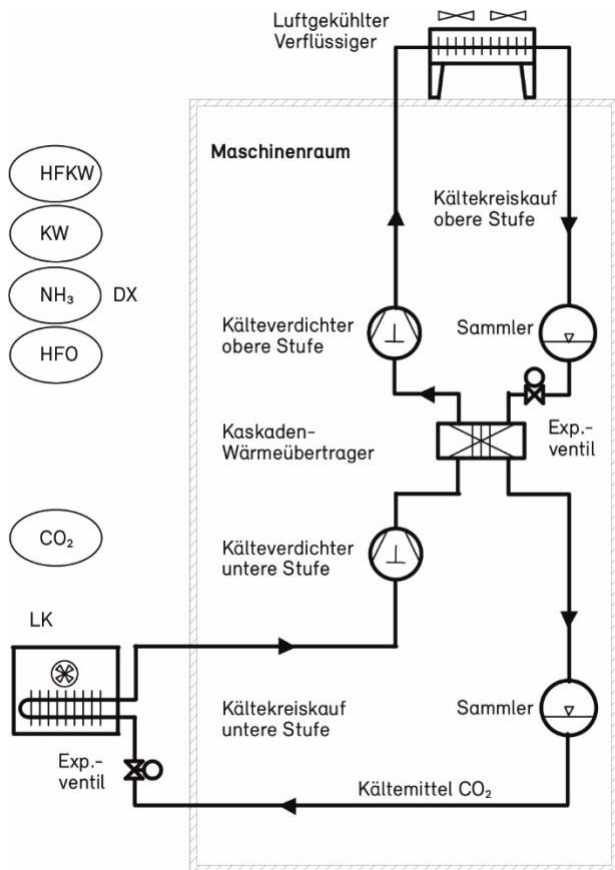 Luftgekühlter
Verflüssiger
Maschinenraum
HFKW
KW
NH₃
DX
HFO
Kältekreiskauf
obere Stufe
Kälteverdichter
obere Stufe
Sammler
Kaskaden-
Wärmeübertrager
Exp.-
ventil
CO₂
Kälteverdichter
untere Stufe
LK
Kältekreiskauf
untere Stufe
Sammler
Exp.-
ventil
Kältemittel CO₂